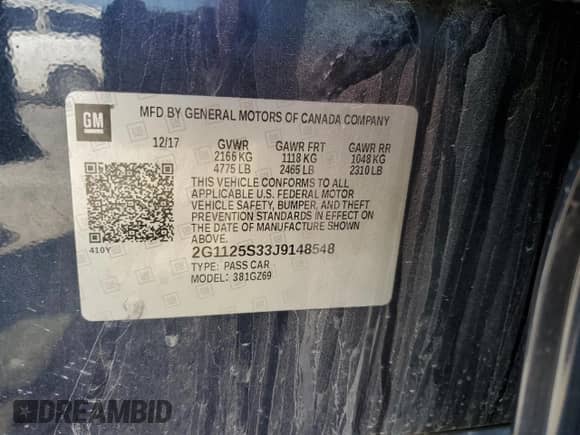 GM
MFD BY GENERAL MOTORS OF CANADA COMPANY
12/17 GVWR GAWR FRT GAWR RR
2166 KG 1118 KG 1048 KG
4775 LB 2465 LB 2310 LB
THIS VEHICLE CONFORMS TO ALL
APPLICABLE U.S. FEDERAL MOTOR
VEHICLE SAFETY, BUMPER, AND THEFT
PREVENTION STANDARDS IN EFFECT ON
THE DATE OF MANUFACTURE SHOWN
ABOVE.
410Y
2G1125S33J9148548
TYPE: PASS CAR
MODEL: 381GZ69
DREAMBID